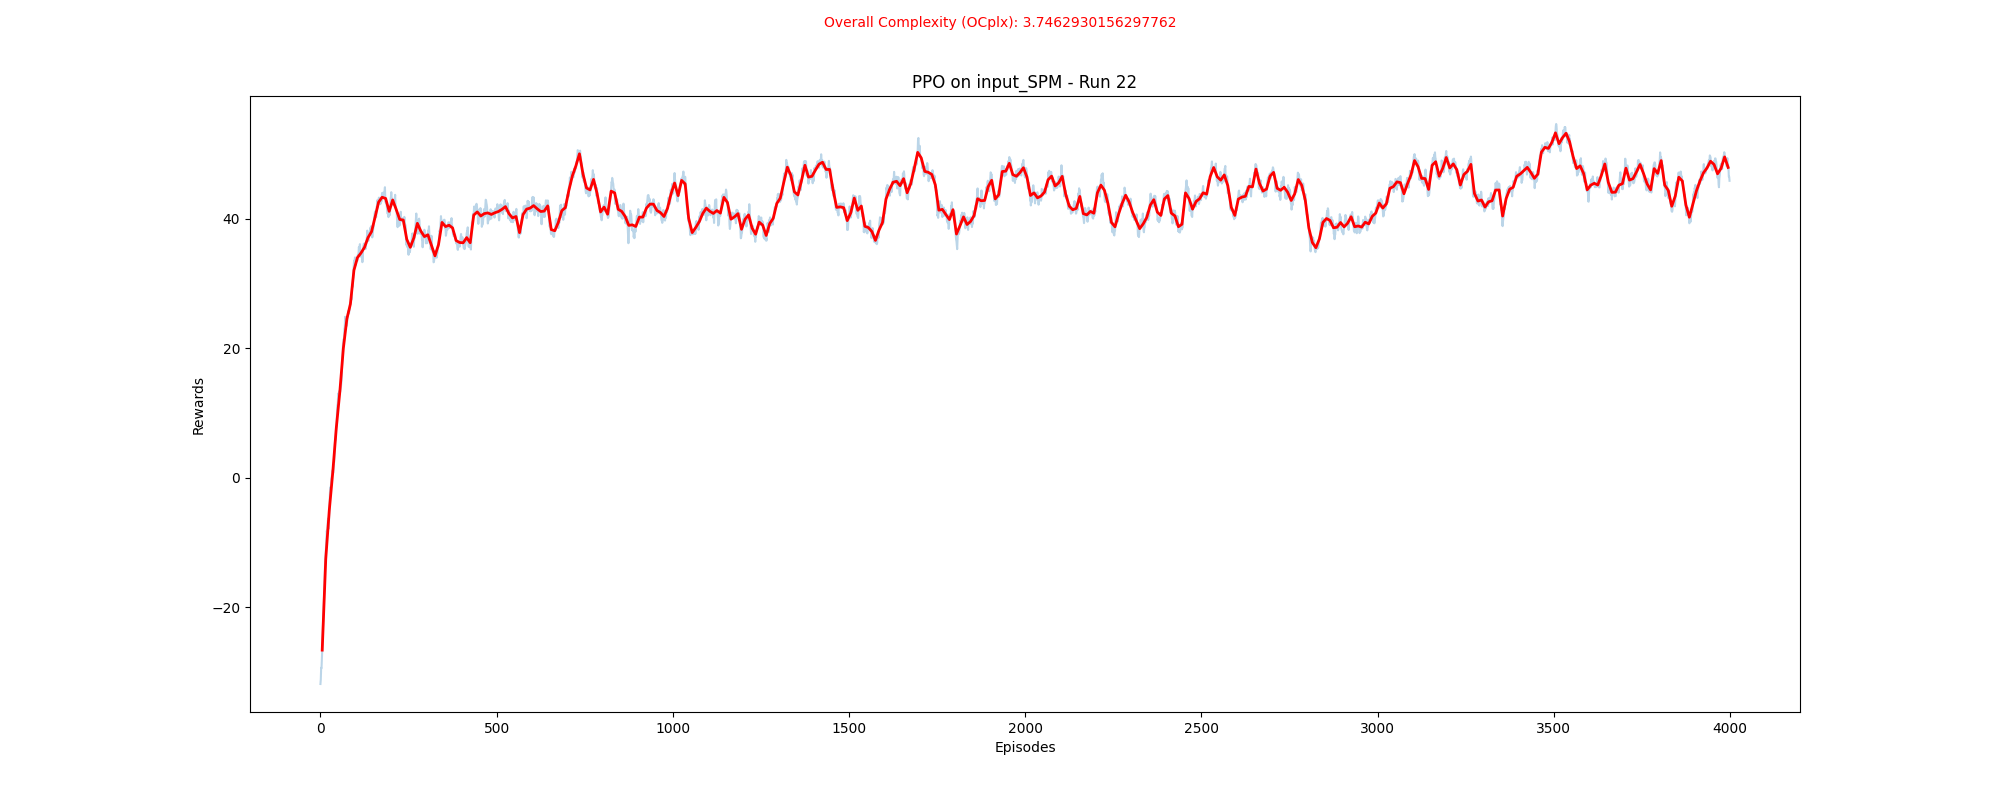 Overall Complexity (OCplx): 3.7462930156297762
PPO on input_SPM - Run 22
Rewards
40
20
0
−20
0 500 1000 1500 2000 2500 3000 3500 4000
Episodes